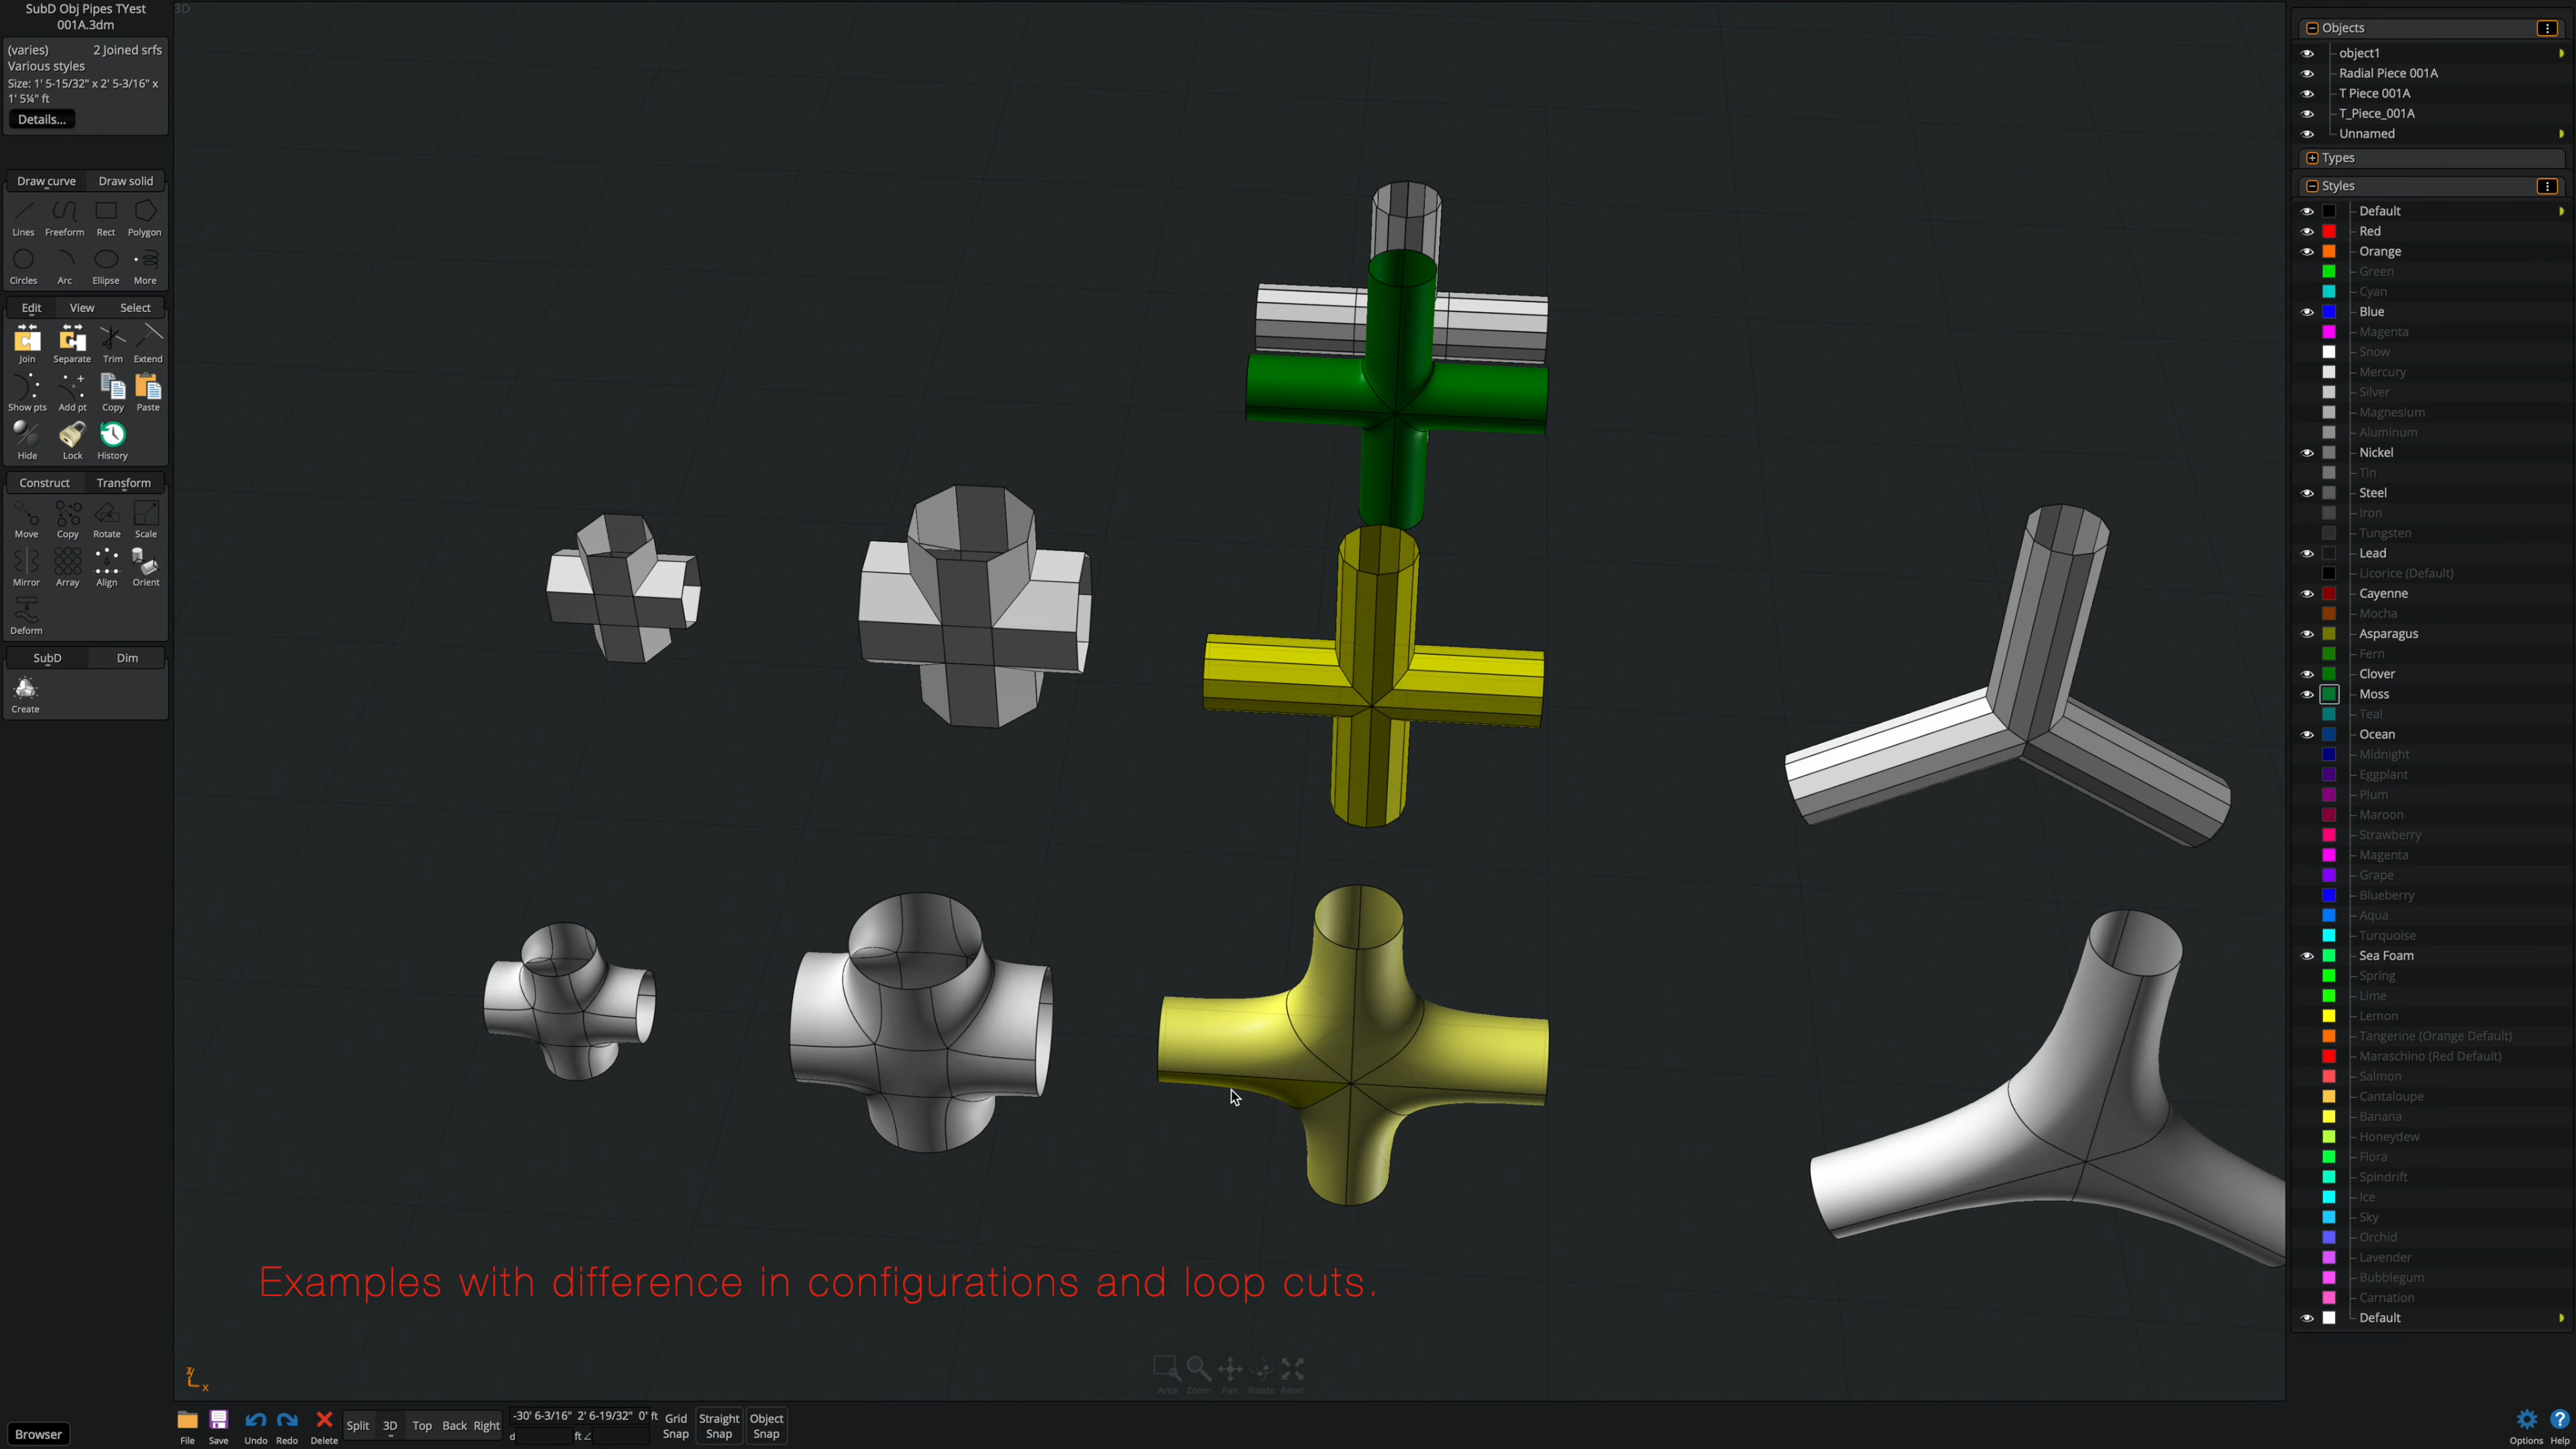 SubD Obj Pipes TYest
001A.3dm
(varies) 2 Joined srfs
Various styles
Size: 1' 5-15/32" x 2' 5-3/16" x
1' 5¼" ft
Details...
Draw curve Draw solid
Lines Freeform Rect Polygon
Circles Arc Ellipse More
Edit View Select
Join Separate Trim Extend
Show pts Add pt Copy Paste
Hide Lock History
Construct Transform
Move Copy Rotate Scale
Mirror Array Align Orient
Deform
SubD Dim
Create
Browser
3D
Examples with difference in configurations and loop cuts.
z
x
Area Zoom Pan Rotate Reset
File Save Undo Redo Delete
Split 3D Top Back Right
-30' 6-3/16" 2' 6-19/32" 0' ft
d ft∠
Grid
Snap
Straight
Snap
Object
Snap
Objects
object1
Radial Piece 001A
T Piece 001A
T_Piece_001A
Unnamed
Types
Styles
Default
Red
Orange
Green
Cyan
Blue
Magenta
Snow
Mercury
Silver
Magnesium
Aluminum
Nickel
Tin
Steel
Iron
Tungsten
Lead
Licorice (Default)
Cayenne
Mocha
Asparagus
Fern
Clover
Moss
Teal
Ocean
Midnight
Eggplant
Plum
Maroon
Strawberry
Magenta
Grape
Blueberry
Aqua
Turquoise
Sea Foam
Spring
Lime
Lemon
Tangerine (Orange Default)
Maraschino (Red Default)
Salmon
Cantaloupe
Banana
Honeydew
Flora
Spindrift
Ice
Sky
Orchid
Lavender
Bubblegum
Carnation
Default
Options Help